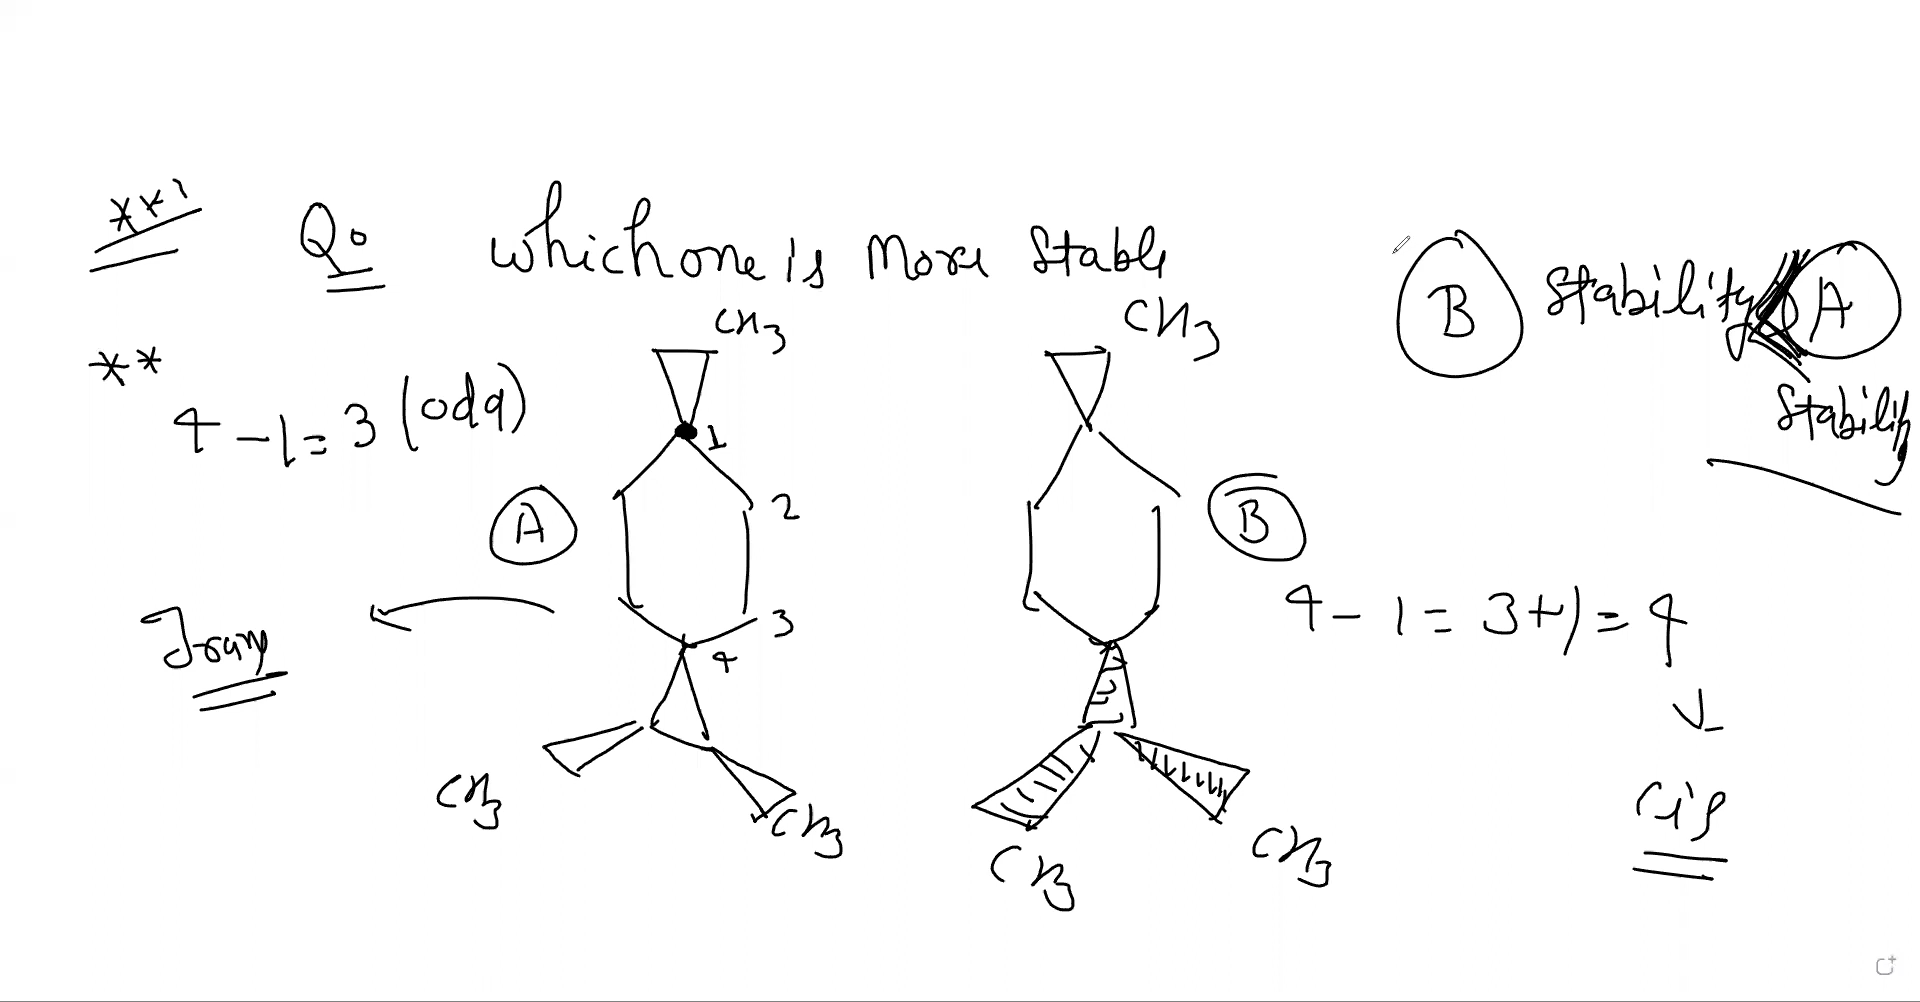 ***
Q. which one is More Stable
**
4 - 1 = 3 (odd)
CH3
1
2
3
4
A
Trans
CH3
CH3
CH3
B
CH3
CH3
B Stability < A
Stability
4 - 1 = 3 + 1 = 4
↓
Cis